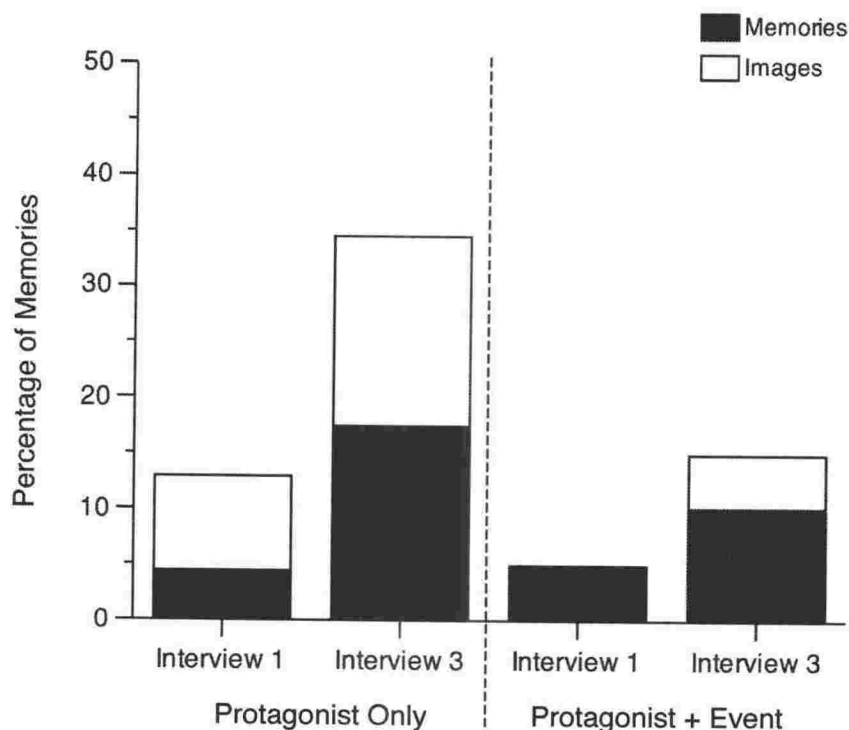 Memories
Images
Percentage of Memories
50
40
30
20
10
0
Interview 1
Interview 3
Interview 1
Interview 3
Protagonist Only
Protagonist + Event